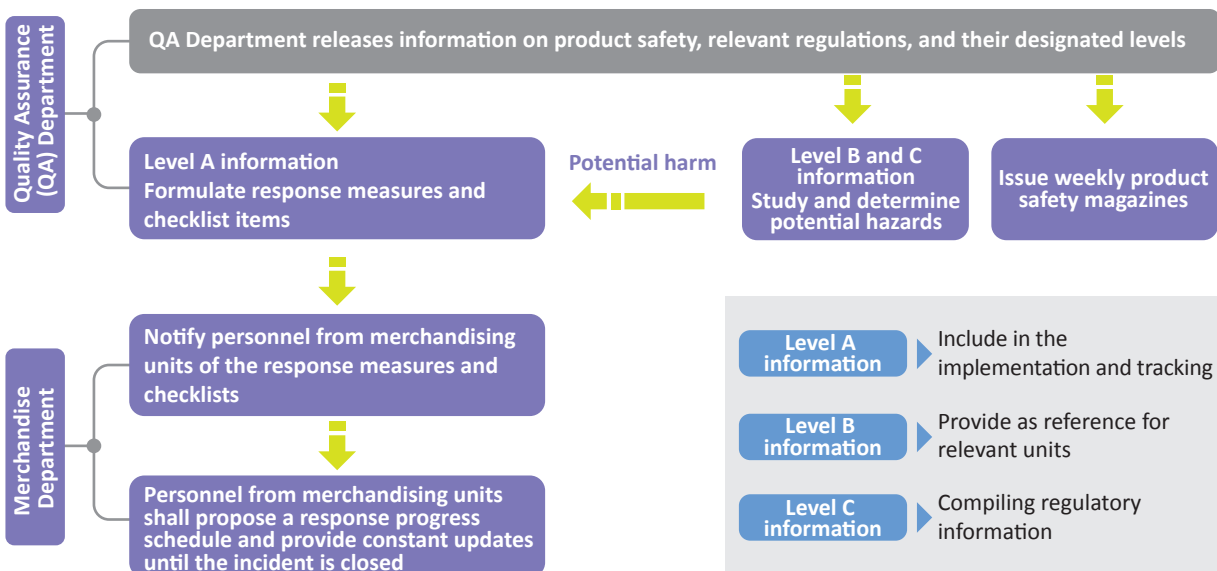 Quality Assurance
(QA) Department
QA Department releases information on product safety, relevant regulations, and their designated levels
Level A information
Formulate response measures and
checklist items
Potential harm
Level B and C
information
Study and determine
potential hazards
Issue weekly product
safety magazines
Merchandise
Department
Notify personnel from merchandising
units of the response measures and
checklists
Personnel from merchandising units
shall propose a response progress
schedule and provide constant updates
until the incident is closed
Level A
information
Include in the
implementation and tracking
Level B
information
Provide as reference for
relevant units
Level C
information
Compiling regulatory
information